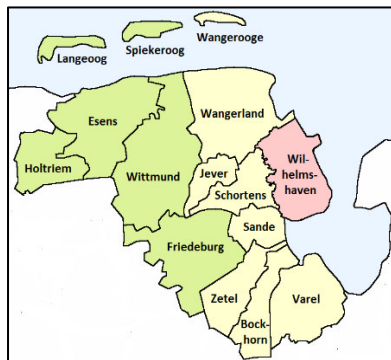 Langeoog
Spiekeroog
Wangerooge
Esens
Wangerland
Holtriem
Wittmund
Jever
Wil-
helms-
haven
Schortens
Friedeburg
Sande
Zetel
Bock-
horn
Varel